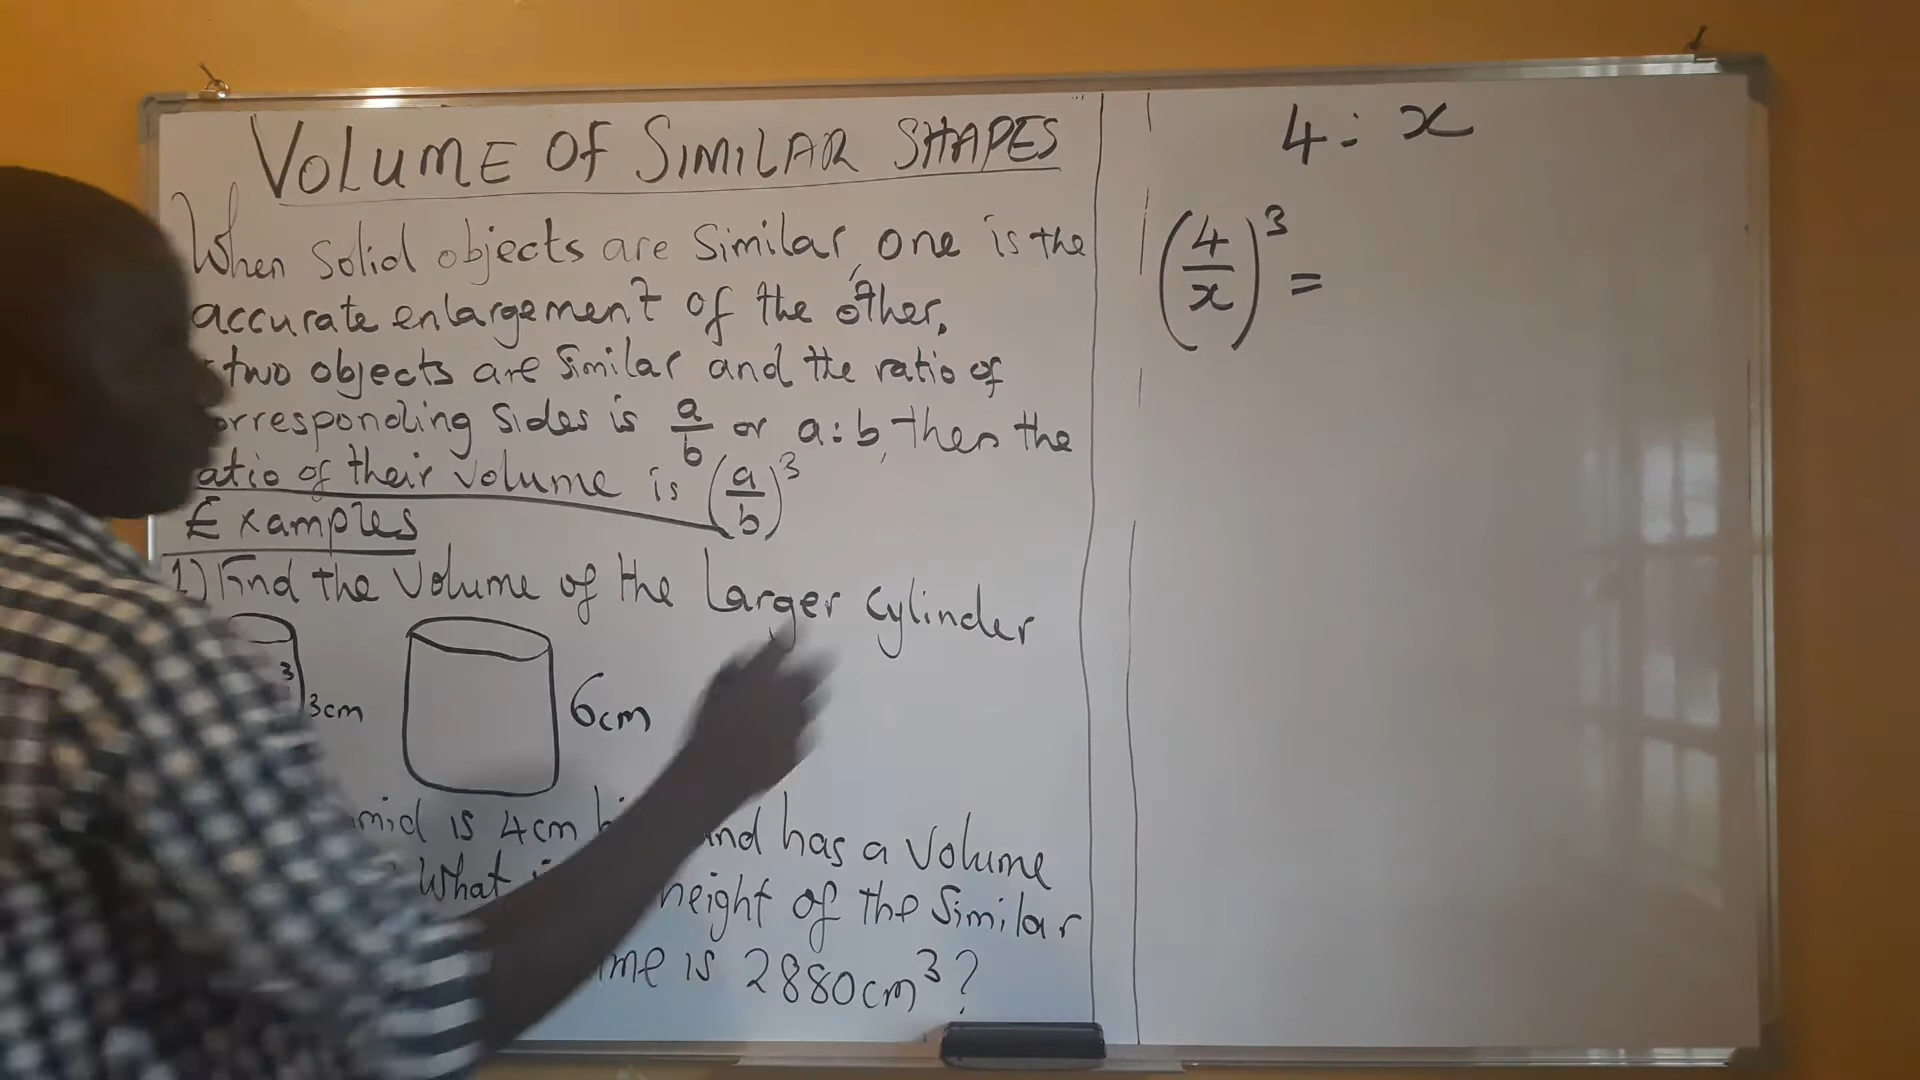 VOLUME OF SIMILAR SHAPES
When solid objects are similar, one is the
accurate enlargement of the other.
two objects are similar and the ratio of
orresponding sides is a/b or a:b, then the
atio of their volume is (a/b)³
Examples
1) Find the volume of the Larger cylinder
3
3cm
6cm
is 4cm and has a volume
What height of the similar
is 2880cm³?
4 : x
(4/x)³ =